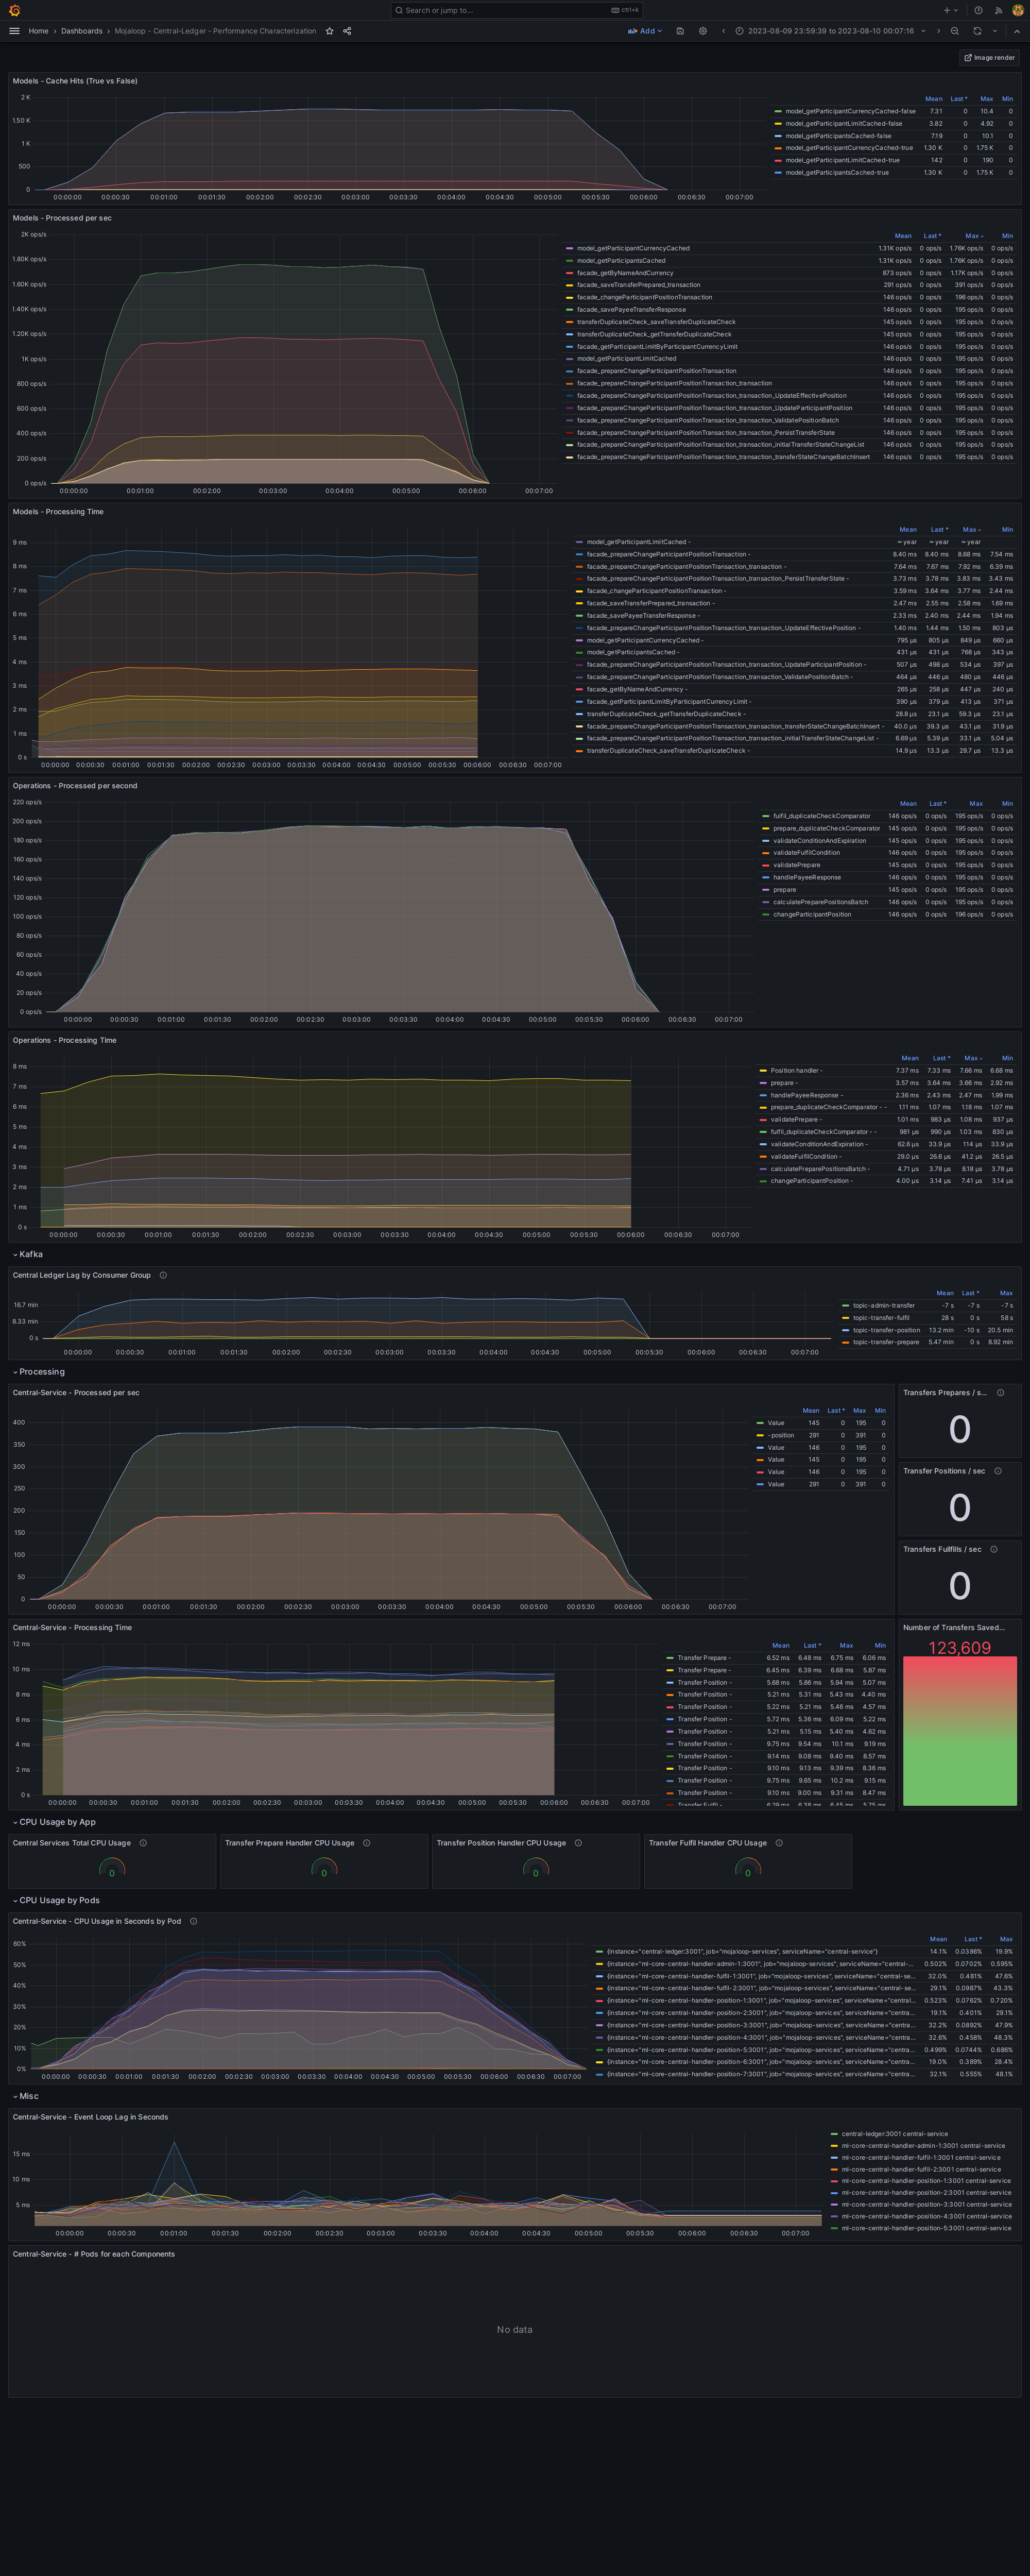 Search or jump to...
ctrl+k
Home › Dashboards › Mojaloop - Central-Ledger - Performance Characterization
Add
2023-08-09 23:59:39 to 2023-08-10 00:07:16
Image render
Models - Cache Hits (True vs False)
2 K
1.50 K
1 K
500
0
00:00:00 00:00:30 00:01:00 00:01:30 00:02:00 00:02:30 00:03:00 00:03:30 00:04:00 00:04:30 00:05:00 00:05:30 00:06:00 00:06:30 00:07:00
Mean Last * Max Min
model_getParticipantCurrencyCached-false 7.31 0 10.4 0
model_getParticipantLimitCached-false 3.82 0 4.92 0
model_getParticipantsCached-false 7.19 0 10.1 0
model_getParticipantCurrencyCached-true 1.30 K 0 1.75 K 0
model_getParticipantLimitCached-true 142 0 190 0
model_getParticipantsCached-true 1.30 K 0 1.75 K 0
Models - Processed per sec
2K ops/s
1.80K ops/s
1.60K ops/s
1.40K ops/s
1.20K ops/s
1K ops/s
800 ops/s
600 ops/s
400 ops/s
200 ops/s
0 ops/s
00:00:00 00:01:00 00:02:00 00:03:00 00:04:00 00:05:00 00:06:00 00:07:00
Mean Last * Max Min
model_getParticipantCurrencyCached 1.31K ops/s 0 ops/s 1.76K ops/s 0 ops/s
model_getParticipantsCached 1.31K ops/s 0 ops/s 1.76K ops/s 0 ops/s
facade_getByNameAndCurrency 873 ops/s 0 ops/s 1.17K ops/s 0 ops/s
facade_saveTransferPrepared_transaction 291 ops/s 0 ops/s 391 ops/s 0 ops/s
facade_changeParticipantPositionTransaction 146 ops/s 0 ops/s 196 ops/s 0 ops/s
facade_savePayeeTransferResponse 146 ops/s 0 ops/s 195 ops/s 0 ops/s
transferDuplicateCheck_saveTransferDuplicateCheck 145 ops/s 0 ops/s 195 ops/s 0 ops/s
transferDuplicateCheck_getTransferDuplicateCheck 145 ops/s 0 ops/s 195 ops/s 0 ops/s
facade_getParticipantLimitByParticipantCurrencyLimit 146 ops/s 0 ops/s 195 ops/s 0 ops/s
model_getParticipantLimitCached 146 ops/s 0 ops/s 195 ops/s 0 ops/s
facade_prepareChangeParticipantPositionTransaction 146 ops/s 0 ops/s 195 ops/s 0 ops/s
facade_prepareChangeParticipantPositionTransaction_transaction 146 ops/s 0 ops/s 195 ops/s 0 ops/s
facade_prepareChangeParticipantPositionTransaction_transaction_UpdateEffectivePosition 146 ops/s 0 ops/s 195 ops/s 0 ops/s
facade_prepareChangeParticipantPositionTransaction_transaction_UpdateParticipantPosition 146 ops/s 0 ops/s 195 ops/s 0 ops/s
facade_prepareChangeParticipantPositionTransaction_transaction_ValidatePositionBatch 146 ops/s 0 ops/s 195 ops/s 0 ops/s
facade_prepareChangeParticipantPositionTransaction_transaction_PersistTransferState 146 ops/s 0 ops/s 195 ops/s 0 ops/s
facade_prepareChangeParticipantPositionTransaction_transaction_initialTransferStateChangeList 146 ops/s 0 ops/s 195 ops/s 0 ops/s
facade_prepareChangeParticipantPositionTransaction_transaction_transferStateChangeBatchInsert 146 ops/s 0 ops/s 195 ops/s 0 ops/s
Models - Processing Time
9 ms
8 ms
7 ms
6 ms
5 ms
4 ms
3 ms
2 ms
1 ms
0 s
00:00:00 00:00:30 00:01:00 00:01:30 00:02:00 00:02:30 00:03:00 00:03:30 00:04:00 00:04:30 00:05:00 00:05:30 00:06:00 00:06:30 00:07:00
Mean Last * Max Min
model_getParticipantLimitCached - ∞ year ∞ year ∞ year
facade_prepareChangeParticipantPositionTransaction - 8.40 ms 8.40 ms 8.68 ms 7.54 ms
facade_prepareChangeParticipantPositionTransaction_transaction - 7.64 ms 7.67 ms 7.92 ms 6.39 ms
facade_prepareChangeParticipantPositionTransaction_transaction_PersistTransferState - 3.73 ms 3.78 ms 3.83 ms 3.43 ms
facade_changeParticipantPositionTransaction - 3.59 ms 3.64 ms 3.77 ms 2.44 ms
facade_saveTransferPrepared_transaction - 2.47 ms 2.55 ms 2.58 ms 1.69 ms
facade_savePayeeTransferResponse - 2.33 ms 2.40 ms 2.44 ms 1.94 ms
facade_prepareChangeParticipantPositionTransaction_transaction_UpdateEffectivePosition - 1.40 ms 1.44 ms 1.50 ms 803 µs
model_getParticipantCurrencyCached - 795 µs 805 µs 849 µs 660 µs
model_getParticipantsCached - 431 µs 431 µs 768 µs 343 µs
facade_prepareChangeParticipantPositionTransaction_transaction_UpdateParticipantPosition - 507 µs 498 µs 534 µs 397 µs
facade_prepareChangeParticipantPositionTransaction_transaction_ValidatePositionBatch - 464 µs 446 µs 480 µs 446 µs
facade_getByNameAndCurrency - 265 µs 258 µs 447 µs 240 µs
facade_getParticipantLimitByParticipantCurrencyLimit - 390 µs 379 µs 413 µs 371 µs
transferDuplicateCheck_getTransferDuplicateCheck - 28.8 µs 23.1 µs 59.3 µs 23.1 µs
facade_prepareChangeParticipantPositionTransaction_transaction_transferStateChangeBatchInsert - 40.0 µs 39.3 µs 43.1 µs 31.9 µs
facade_prepareChangeParticipantPositionTransaction_transaction_initialTransferStateChangeList - 6.69 µs 5.39 µs 33.1 µs 5.04 µs
transferDuplicateCheck_saveTransferDuplicateCheck - 14.9 µs 13.3 µs 29.7 µs 13.3 µs
Operations - Processed per second
220 ops/s
200 ops/s
180 ops/s
160 ops/s
140 ops/s
120 ops/s
100 ops/s
80 ops/s
60 ops/s
40 ops/s
20 ops/s
0 ops/s
00:00:00 00:00:30 00:01:00 00:01:30 00:02:00 00:02:30 00:03:00 00:03:30 00:04:00 00:04:30 00:05:00 00:05:30 00:06:00 00:06:30 00:07:00
Mean Last * Max Min
fulfil_duplicateCheckComparator 146 ops/s 0 ops/s 195 ops/s 0 ops/s
prepare_duplicateCheckComparator 145 ops/s 0 ops/s 195 ops/s 0 ops/s
validateConditionAndExpiration 145 ops/s 0 ops/s 195 ops/s 0 ops/s
validateFulfilCondition 146 ops/s 0 ops/s 195 ops/s 0 ops/s
validatePrepare 145 ops/s 0 ops/s 195 ops/s 0 ops/s
handlePayeeResponse 146 ops/s 0 ops/s 195 ops/s 0 ops/s
prepare 145 ops/s 0 ops/s 195 ops/s 0 ops/s
calculatePreparePositionsBatch 146 ops/s 0 ops/s 195 ops/s 0 ops/s
changeParticipantPosition 146 ops/s 0 ops/s 196 ops/s 0 ops/s
Operations - Processing Time
8 ms
7 ms
6 ms
5 ms
4 ms
3 ms
2 ms
1 ms
0 s
00:00:00 00:00:30 00:01:00 00:01:30 00:02:00 00:02:30 00:03:00 00:03:30 00:04:00 00:04:30 00:05:00 00:05:30 00:06:00 00:06:30 00:07:00
Mean Last * Max Min
Position handler - 7.37 ms 7.33 ms 7.66 ms 6.68 ms
prepare - 3.57 ms 3.64 ms 3.66 ms 2.92 ms
handlePayeeResponse - 2.36 ms 2.43 ms 2.47 ms 1.99 ms
prepare_duplicateCheckComparator - - 1.11 ms 1.07 ms 1.18 ms 1.07 ms
validatePrepare - 1.01 ms 983 µs 1.08 ms 937 µs
fulfil_duplicateCheckComparator - - 981 µs 990 µs 1.03 ms 830 µs
validateConditionAndExpiration - 62.6 µs 33.9 µs 114 µs 33.9 µs
validateFulfilCondition - 29.0 µs 26.6 µs 41.2 µs 26.5 µs
calculatePreparePositionsBatch - 4.71 µs 3.78 µs 8.18 µs 3.78 µs
changeParticipantPosition - 4.00 µs 3.14 µs 7.41 µs 3.14 µs
Kafka
Central Ledger Lag by Consumer Group
16.7 min
8.33 min
0 s
00:00:00 00:00:30 00:01:00 00:01:30 00:02:00 00:02:30 00:03:00 00:03:30 00:04:00 00:04:30 00:05:00 00:05:30 00:06:00 00:06:30 00:07:00
Mean Last * Max
topic-admin-transfer -7 s -7 s -7 s
topic-transfer-fulfil 28 s 0 s 58 s
topic-transfer-position 13.2 min -10 s 20.5 min
topic-transfer-prepare 5.47 min 0 s 8.92 min
Processing
Central-Service - Processed per sec
400
350
300
250
200
150
100
50
0
00:00:00 00:00:30 00:01:00 00:01:30 00:02:00 00:02:30 00:03:00 00:03:30 00:04:00 00:04:30 00:05:00 00:05:30 00:06:00 00:06:30 00:07:00
Mean Last * Max Min
Value 145 0 195 0
-position 291 0 391 0
Value 146 0 195 0
Value 145 0 195 0
Value 146 0 195 0
Value 291 0 391 0
Transfers Prepares / s...
0
Transfer Positions / sec
0
Transfers Fullfills / sec
0
Central-Service - Processing Time
12 ms
10 ms
8 ms
6 ms
4 ms
2 ms
0 s
00:00:00 00:00:30 00:01:00 00:01:30 00:02:00 00:02:30 00:03:00 00:03:30 00:04:00 00:04:30 00:05:00 00:05:30 00:06:00 00:06:30 00:07:00
Mean Last * Max Min
Transfer Prepare - 6.52 ms 6.48 ms 6.75 ms 6.06 ms
Transfer Prepare - 6.45 ms 6.39 ms 6.68 ms 5.87 ms
Transfer Position - 5.68 ms 5.86 ms 5.94 ms 5.07 ms
Transfer Position - 5.21 ms 5.31 ms 5.43 ms 4.40 ms
Transfer Position - 5.22 ms 5.21 ms 5.46 ms 4.57 ms
Transfer Position - 5.72 ms 5.36 ms 6.09 ms 5.22 ms
Transfer Position - 5.21 ms 5.15 ms 5.40 ms 4.62 ms
Transfer Position - 9.75 ms 9.54 ms 10.1 ms 9.19 ms
Transfer Position - 9.14 ms 9.08 ms 9.40 ms 8.57 ms
Transfer Position - 9.10 ms 9.13 ms 9.39 ms 8.36 ms
Transfer Position - 9.75 ms 9.65 ms 10.2 ms 9.15 ms
Transfer Position - 9.10 ms 9.00 ms 9.31 ms 8.47 ms
Transfer Fulfil - 6.29 ms 6.38 ms 6.45 ms 5.75 ms
Number of Transfers Saved...
123,609
CPU Usage by App
Central Services Total CPU Usage
0
Transfer Prepare Handler CPU Usage
0
Transfer Position Handler CPU Usage
0
Transfer Fulfil Handler CPU Usage
0
CPU Usage by Pods
Central-Service - CPU Usage in Seconds by Pod
60%
50%
40%
30%
20%
10%
0%
00:00:00 00:00:30 00:01:00 00:01:30 00:02:00 00:02:30 00:03:00 00:03:30 00:04:00 00:04:30 00:05:00 00:05:30 00:06:00 00:06:30 00:07:00
Mean Last * Max
{instance="central-ledger:3001", job="mojaloop-services", serviceName="central-service"} 14.1% 0.0386% 19.9%
{instance="ml-core-central-handler-admin-1:3001", job="mojaloop-services", serviceName="central-... 0.502% 0.0702% 0.595%
{instance="ml-core-central-handler-fulfil-1:3001", job="mojaloop-services", serviceName="central-se... 32.0% 0.481% 47.6%
{instance="ml-core-central-handler-fulfil-2:3001", job="mojaloop-services", serviceName="central-se... 29.1% 0.0987% 43.3%
{instance="ml-core-central-handler-position-1:3001", job="mojaloop-services", serviceName="central... 0.523% 0.0762% 0.720%
{instance="ml-core-central-handler-position-2:3001", job="mojaloop-services", serviceName="centra... 19.1% 0.401% 29.1%
{instance="ml-core-central-handler-position-3:3001", job="mojaloop-services", serviceName="centra... 32.2% 0.0892% 47.9%
{instance="ml-core-central-handler-position-4:3001", job="mojaloop-services", serviceName="centra... 32.6% 0.458% 48.3%
{instance="ml-core-central-handler-position-5:3001", job="mojaloop-services", serviceName="centra... 0.499% 0.0744% 0.686%
{instance="ml-core-central-handler-position-6:3001", job="mojaloop-services", serviceName="centra... 19.0% 0.389% 28.4%
{instance="ml-core-central-handler-position-7:3001", job="mojaloop-services", serviceName="centra... 32.1% 0.555% 48.1%
Misc
Central-Service - Event Loop Lag in Seconds
15 ms
10 ms
5 ms
00:00:00 00:00:30 00:01:00 00:01:30 00:02:00 00:02:30 00:03:00 00:03:30 00:04:00 00:04:30 00:05:00 00:05:30 00:06:00 00:06:30 00:07:00
central-ledger:3001 central-service
ml-core-central-handler-admin-1:3001 central-service
ml-core-central-handler-fulfil-1:3001 central-service
ml-core-central-handler-fulfil-2:3001 central-service
ml-core-central-handler-position-1:3001 central-service
ml-core-central-handler-position-2:3001 central-service
ml-core-central-handler-position-3:3001 central-service
ml-core-central-handler-position-4:3001 central-service
ml-core-central-handler-position-5:3001 central-service
Central-Service - # Pods for each Components
No data